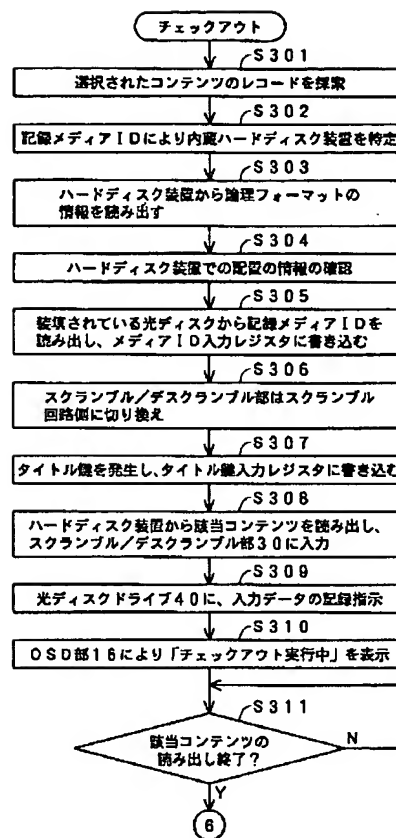 チェックアウト
S301
選択されたコンテンツのレコードを探索
S302
記録メディアIDにより内蔵ハードディスク装置を特定
S303
ハードディスク装置から論理フォーマットの
情報を読み出す
S304
ハードディスク装置での配置の情報の確認
S305
装填されている光ディスクから記録メディアIDを
読み出し、メディアID入力レジスタに書き込む
S306
スクランブル/デスクランブル部はスクランブル
回路側に切り換え
S307
タイトル鍵を発生し、タイトル鍵入力レジスタに書き込む
S308
ハードディスク装置から該当コンテンツを読み出し、
スクランブル/デスクランブル部30に入力
S309
光ディスクドライブ40に、入力データの記録指示
S310
OSD部16により「チェックアウト実行中」を表示
S311
該当コンテンツの
読み出し終了?
N
Y
6